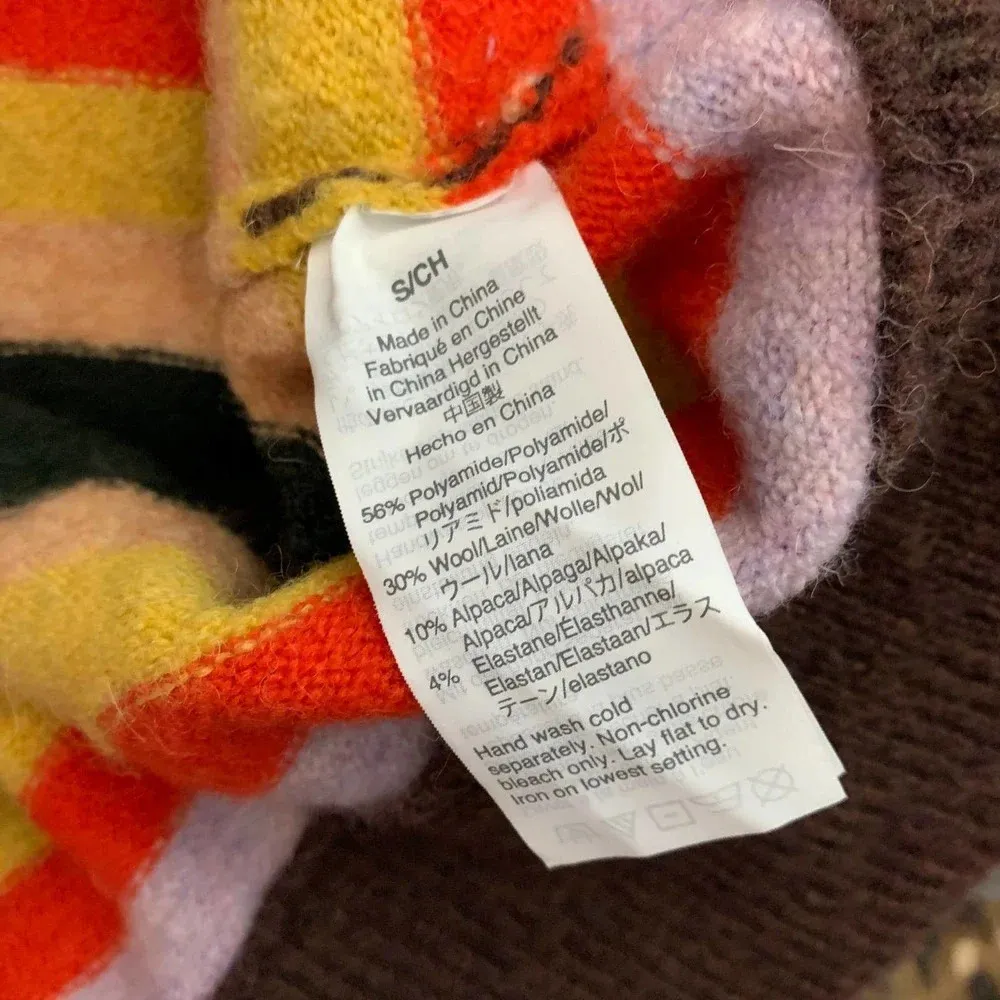 S/CH
Made in China
Fabriqué en Chine
in China Hergestellt
Vervaardigd in China
中国製
Hecho en China
56% Polyamide/Polyamide/
Polyamid/Polyamide/ポ
リアミド/poliamida
30% Wool/Laine/Wolle/Wol/
ウール/lana
10% Alpaca/Alpaga/Alpaka/
Alpaca/アルパカ/alpaca
4% Elastane/Élasthanne/
Elastan/Elastaan/エラス
テーン/elastano
Hand wash cold
separately. Non-chlorine
bleach only. Lay flat to dry.
Iron on lowest setting.